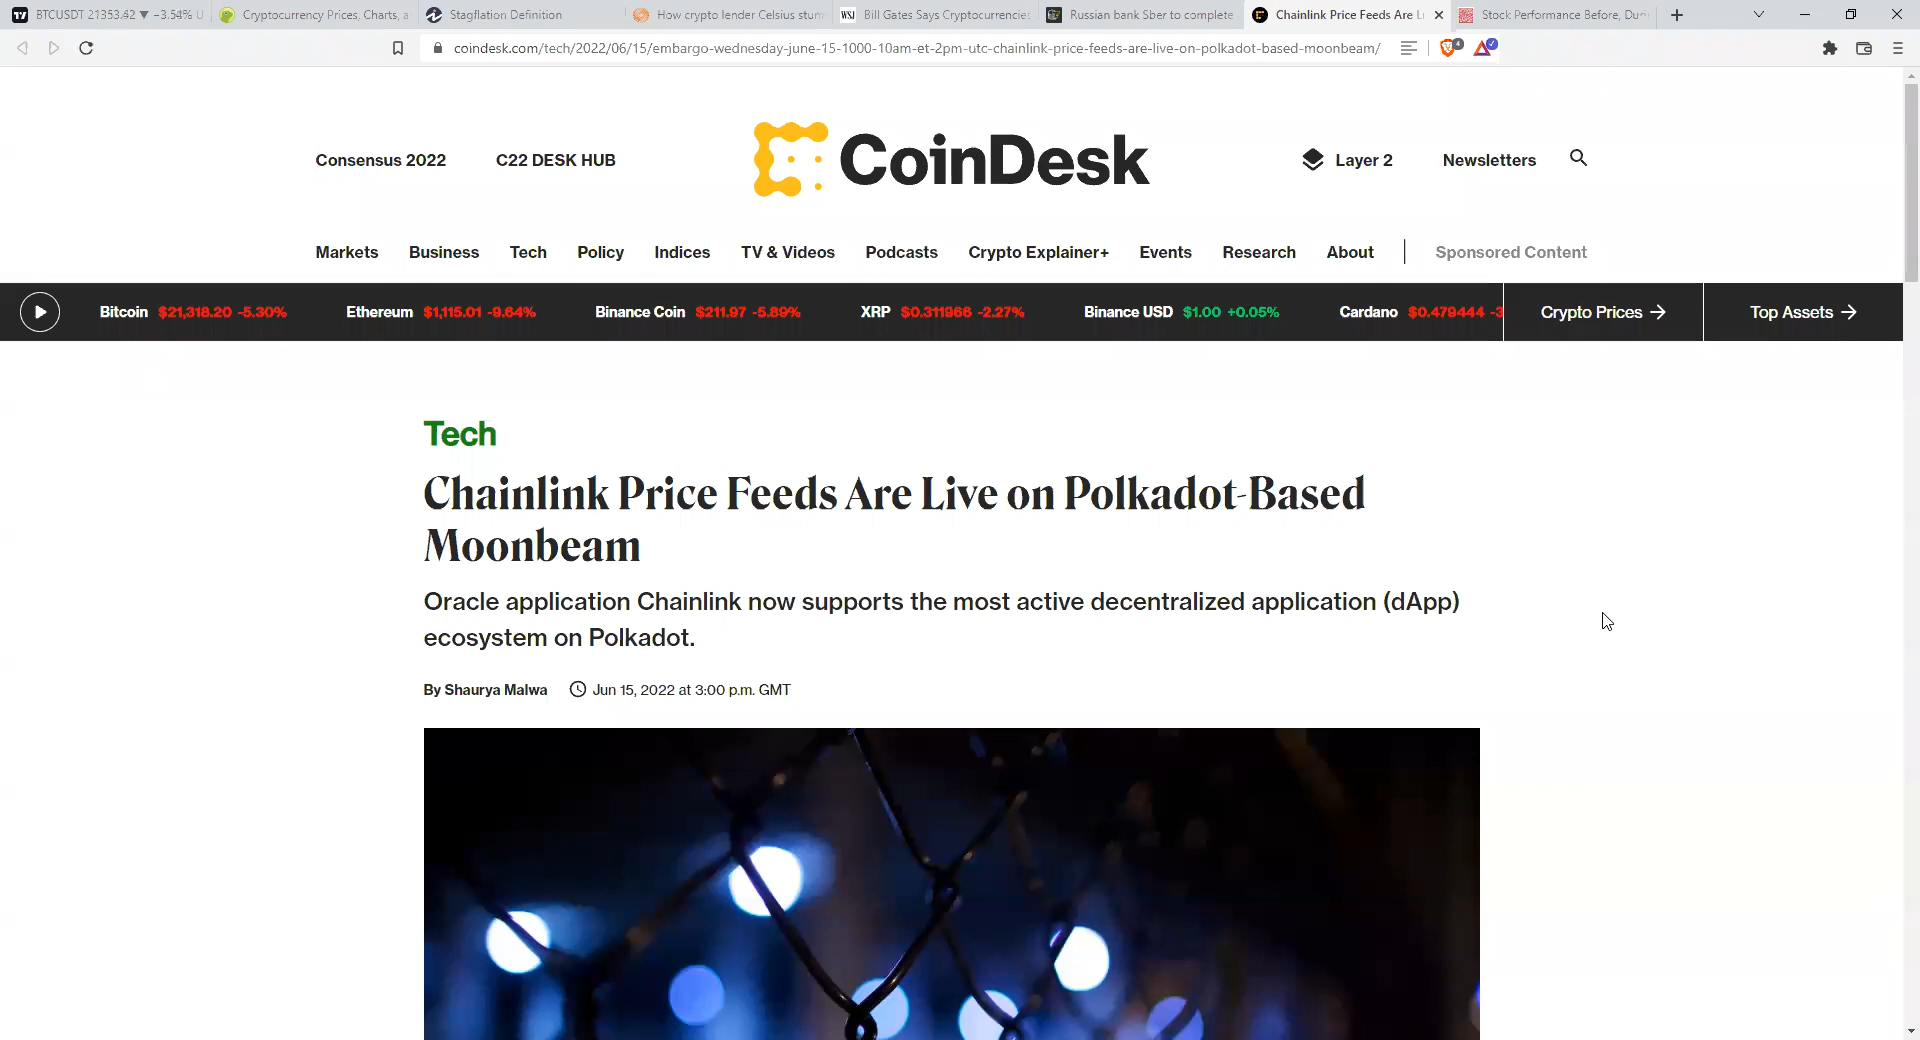 BTCUSDT 21353.42 ▼ −3.54% U
Cryptocurrency Prices, Charts, a
Stagflation Definition
How crypto lender Celsius stum
WSJ
Bill Gates Says Cryptocurrencies
Russian bank Sber to complete
Chainlink Price Feeds Are Li
Stock Performance Before, Duri
coindesk.com/tech/2022/06/15/embargo-wednesday-june-15-1000-10am-et-2pm-utc-chainlink-price-feeds-are-live-on-polkadot-based-moonbeam/
4
Consensus 2022
C22 DESK HUB
CoinDesk
Layer 2
Newsletters
Markets Business Tech Policy Indices TV & Videos Podcasts Crypto Explainer+ Events Research About | Sponsored Content
Bitcoin $21,318.20 -5.30% Ethereum $1,115.01 -9.64% Binance Coin $211.97 -5.89% XRP $0.311966 -2.27% Binance USD $1.00 +0.05% Cardano $0.479444 -3
Crypto Prices →
Top Assets →
Tech
Chainlink Price Feeds Are Live on Polkadot-Based
Moonbeam
Oracle application Chainlink now supports the most active decentralized application (dApp)
ecosystem on Polkadot.
By Shaurya Malwa Jun 15, 2022 at 3:00 p.m. GMT